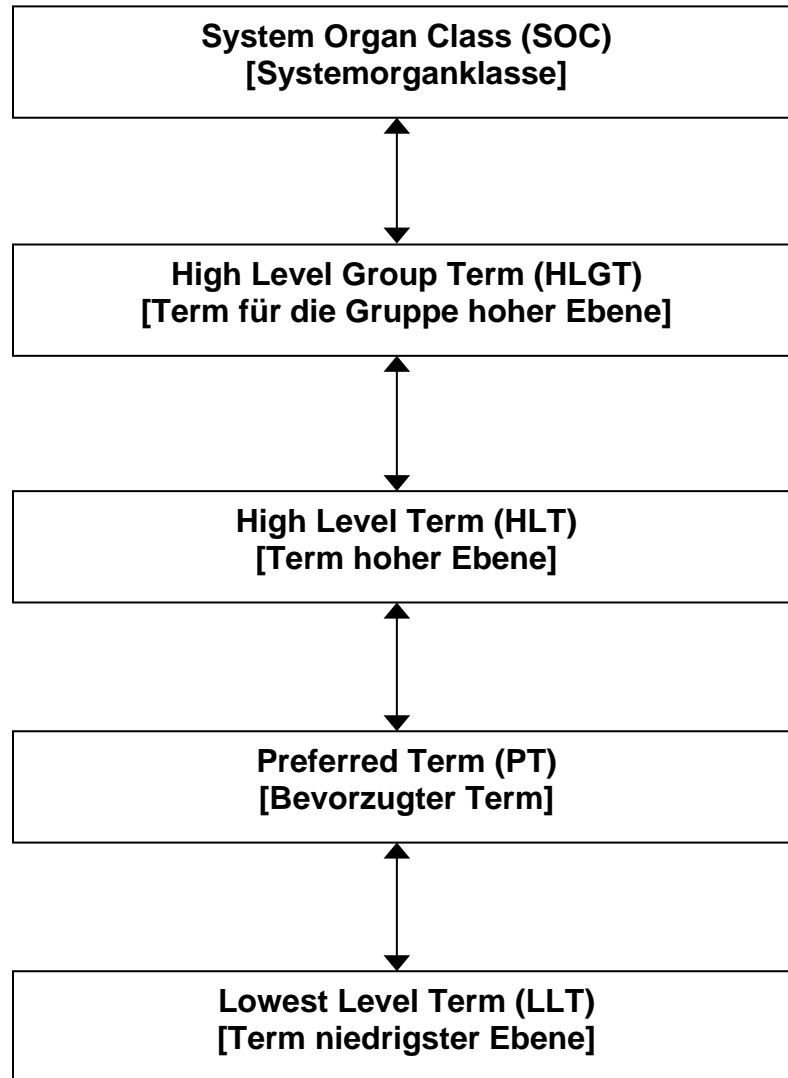 System Organ Class (SOC)
[Systemorganklasse]
High Level Group Term (HLGT)
[Term für die Gruppe hoher Ebene]
High Level Term (HLT)
[Term hoher Ebene]
Preferred Term (PT)
[Bevorzugter Term]
Lowest Level Term (LLT)
[Term niedrigster Ebene]